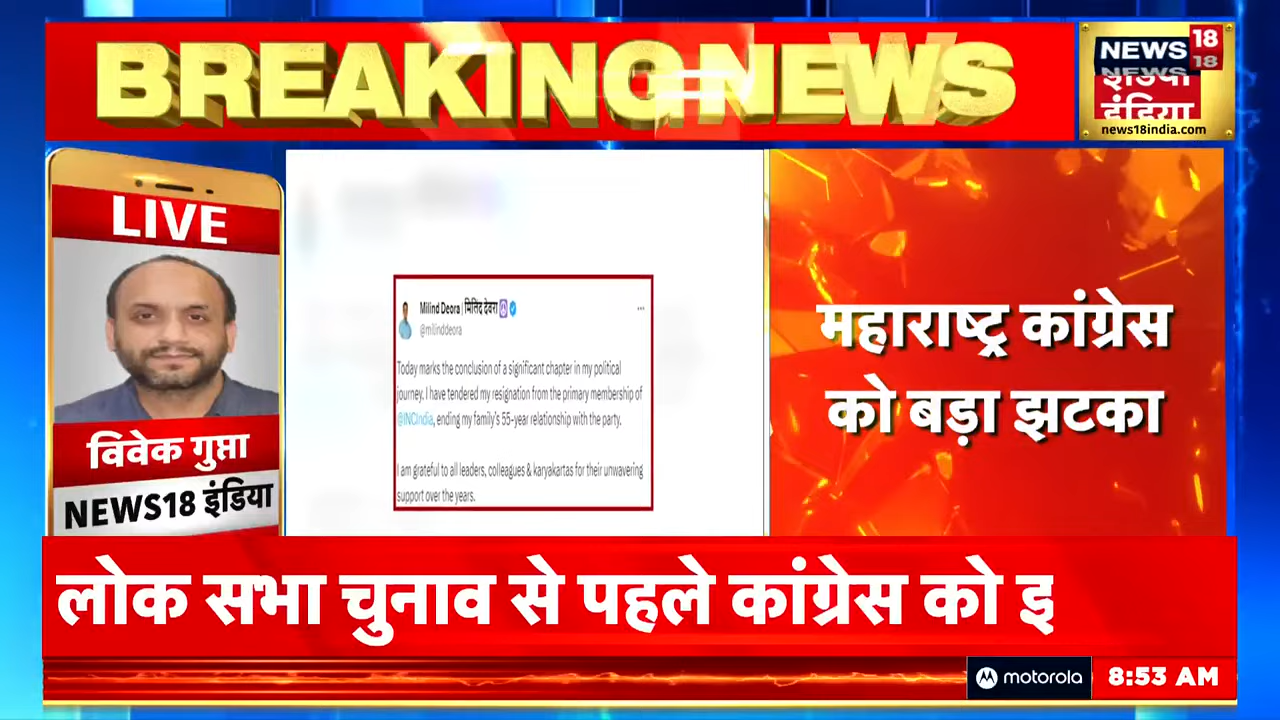 BREAKING NEWS
NEWS 18
इंडिया
news18india.com
LIVE
विवेक गुप्ता
NEWS18 इंडिया
Milind Deora | मिलिंद देवरा
@milinddeora
Today marks the conclusion of a significant chapter in my political
journey. I have tendered my resignation from the primary membership of
@INCIndia, ending my family's 55-year relationship with the party.
I am grateful to all leaders, colleagues & karyakartas for their unwavering
support over the years.
महाराष्ट्र कांग्रेस
को बड़ा झटका
लोक सभा चुनाव से पहले कांग्रेस को इ
motorola
8:53 AM